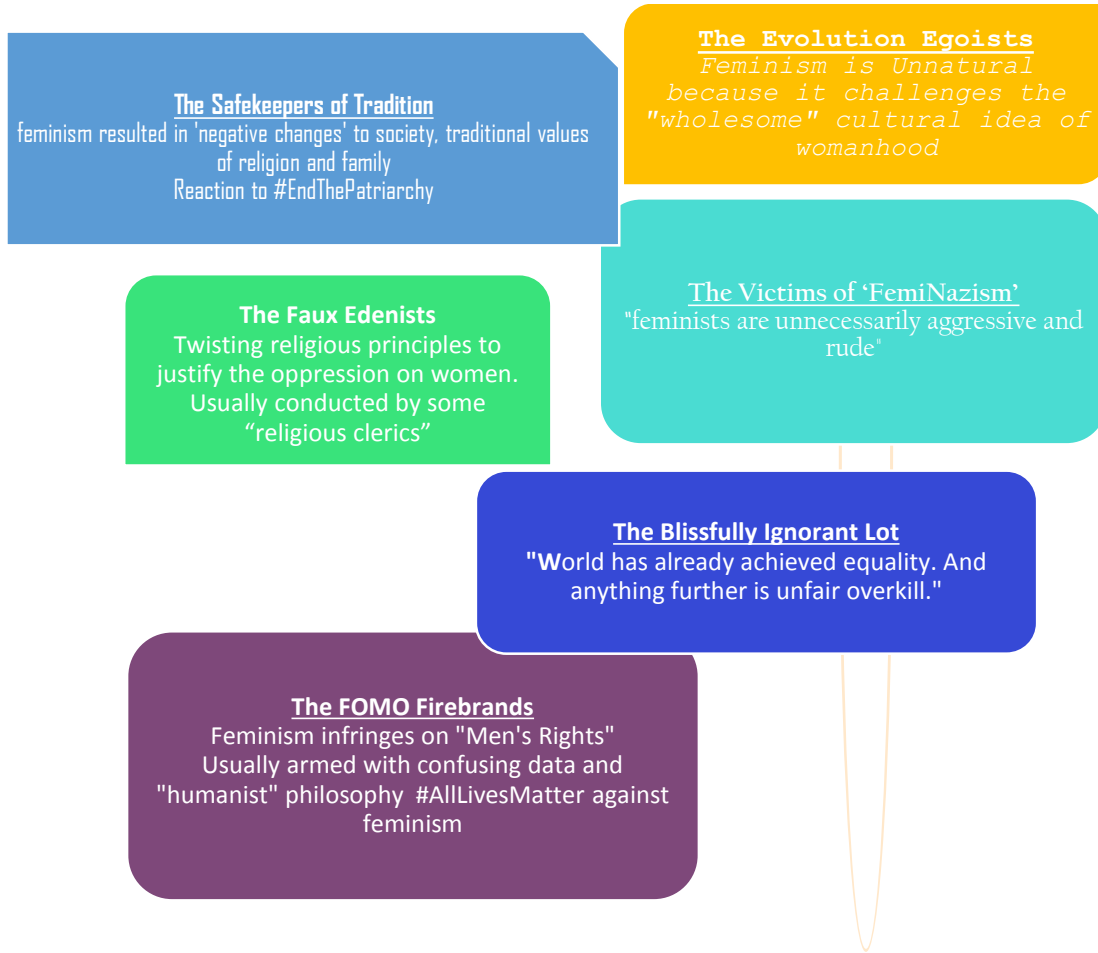 The Safekeepers of Tradition
feminism resulted in 'negative changes' to society, traditional values
of religion and family
Reaction to #EndThePatriarchy
The Evolution Egoists
Feminism is Unnatural
because it challenges the
"wholesome" cultural idea of
womanhood
The Victims of ‘FemiNazism’
"feminists are unnecessarily aggressive and
rude"
The Faux Edenists
Twisting religious principles to
justify the oppression on women.
Usually conducted by some
“religious clerics”
The Blissfully Ignorant Lot
"World has already achieved equality. And
anything further is unfair overkill."
The FOMO Firebrands
Feminism infringes on "Men's Rights"
Usually armed with confusing data and
"humanist" philosophy #AllLivesMatter against
feminism